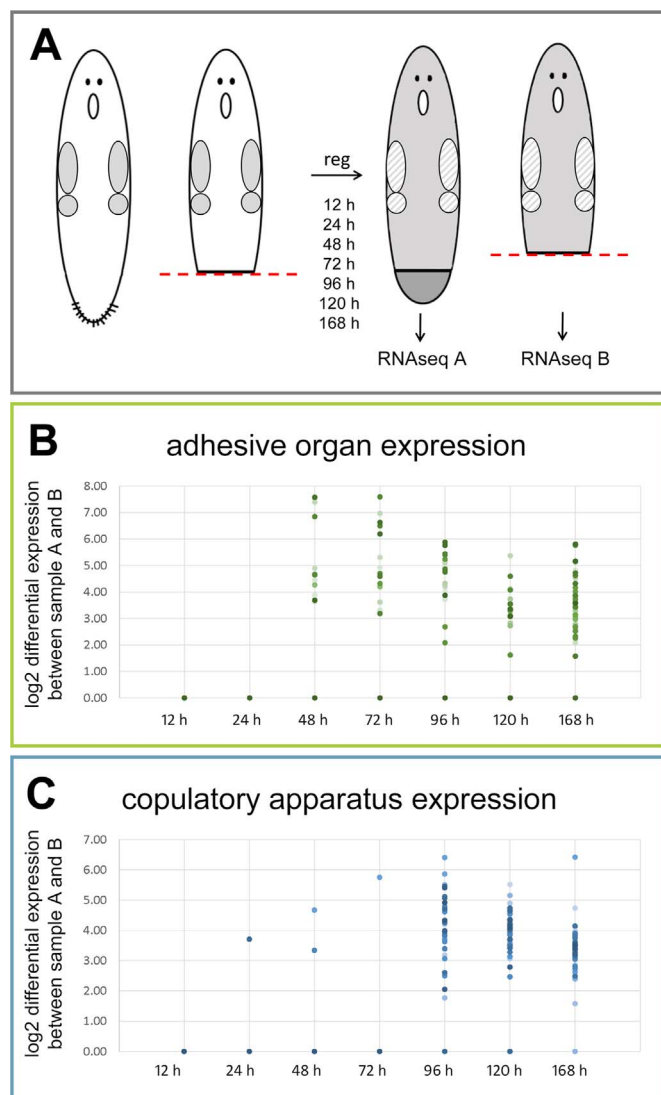 A
reg
12 h
24 h
48 h
72 h
96 h
120 h
168 h
RNAseq A
RNAseq B
B
adhesive organ expression
log2 differential expression
between sample A and B
8.00
7.00
6.00
5.00
4.00
3.00
2.00
1.00
0.00
12 h 24 h 48 h 72 h 96 h 120 h 168 h
C
copulatory apparatus expression
log2 differential expression
between sample A and B
7.00
6.00
5.00
4.00
3.00
2.00
1.00
0.00
12 h 24 h 48 h 72 h 96 h 120 h 168 h